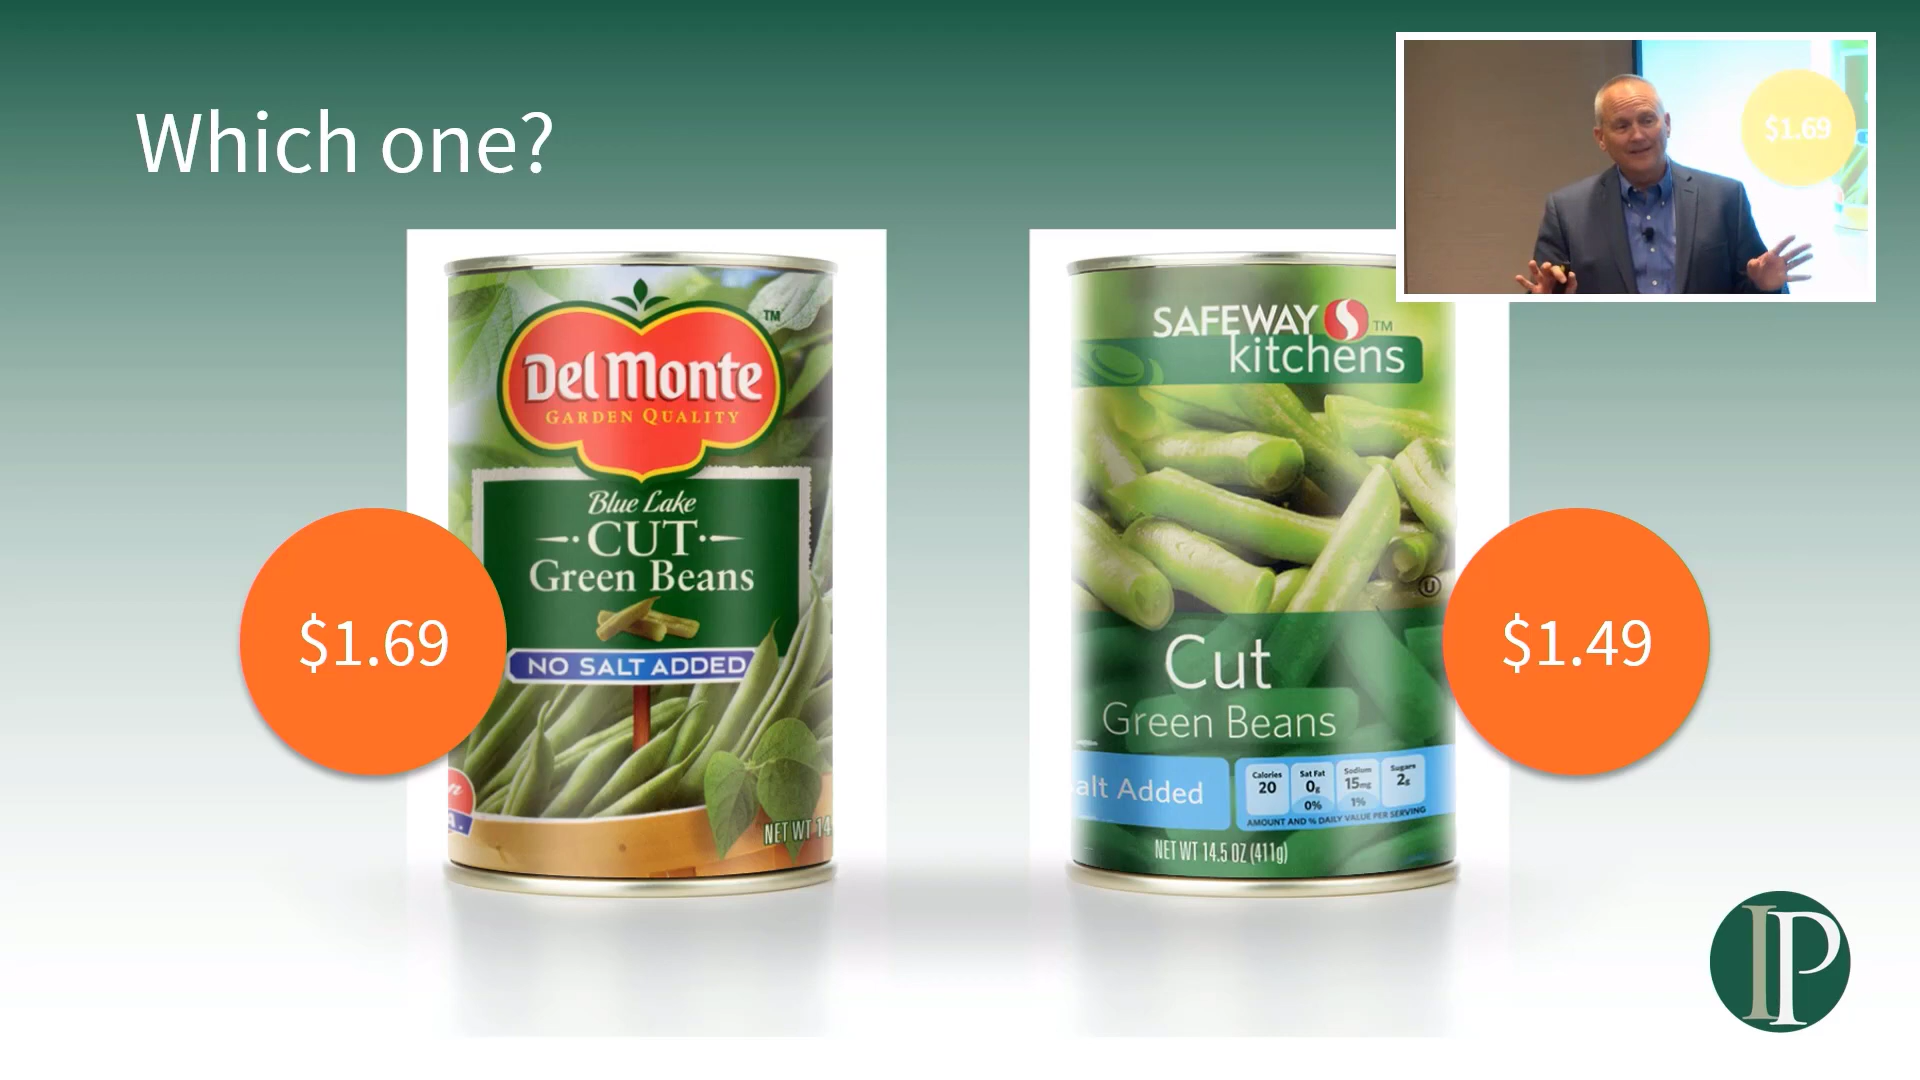 Which one?
$1.69
Del Monte
TM
GARDEN QUALITY
Blue Lake
CUT
Green Beans
NO SALT ADDED
NET WT 14
$1.69
SAFEWAY S TM
kitchens
U
Cut
Green Beans
alt Added
Calories
20
Sat Fat
0g
0%
Sodium
15mg
1%
Sugars
2g
AMOUNT AND % DAILY VALUE PER SERVING
NET WT 14.5 OZ (411g)
$1.49
IP